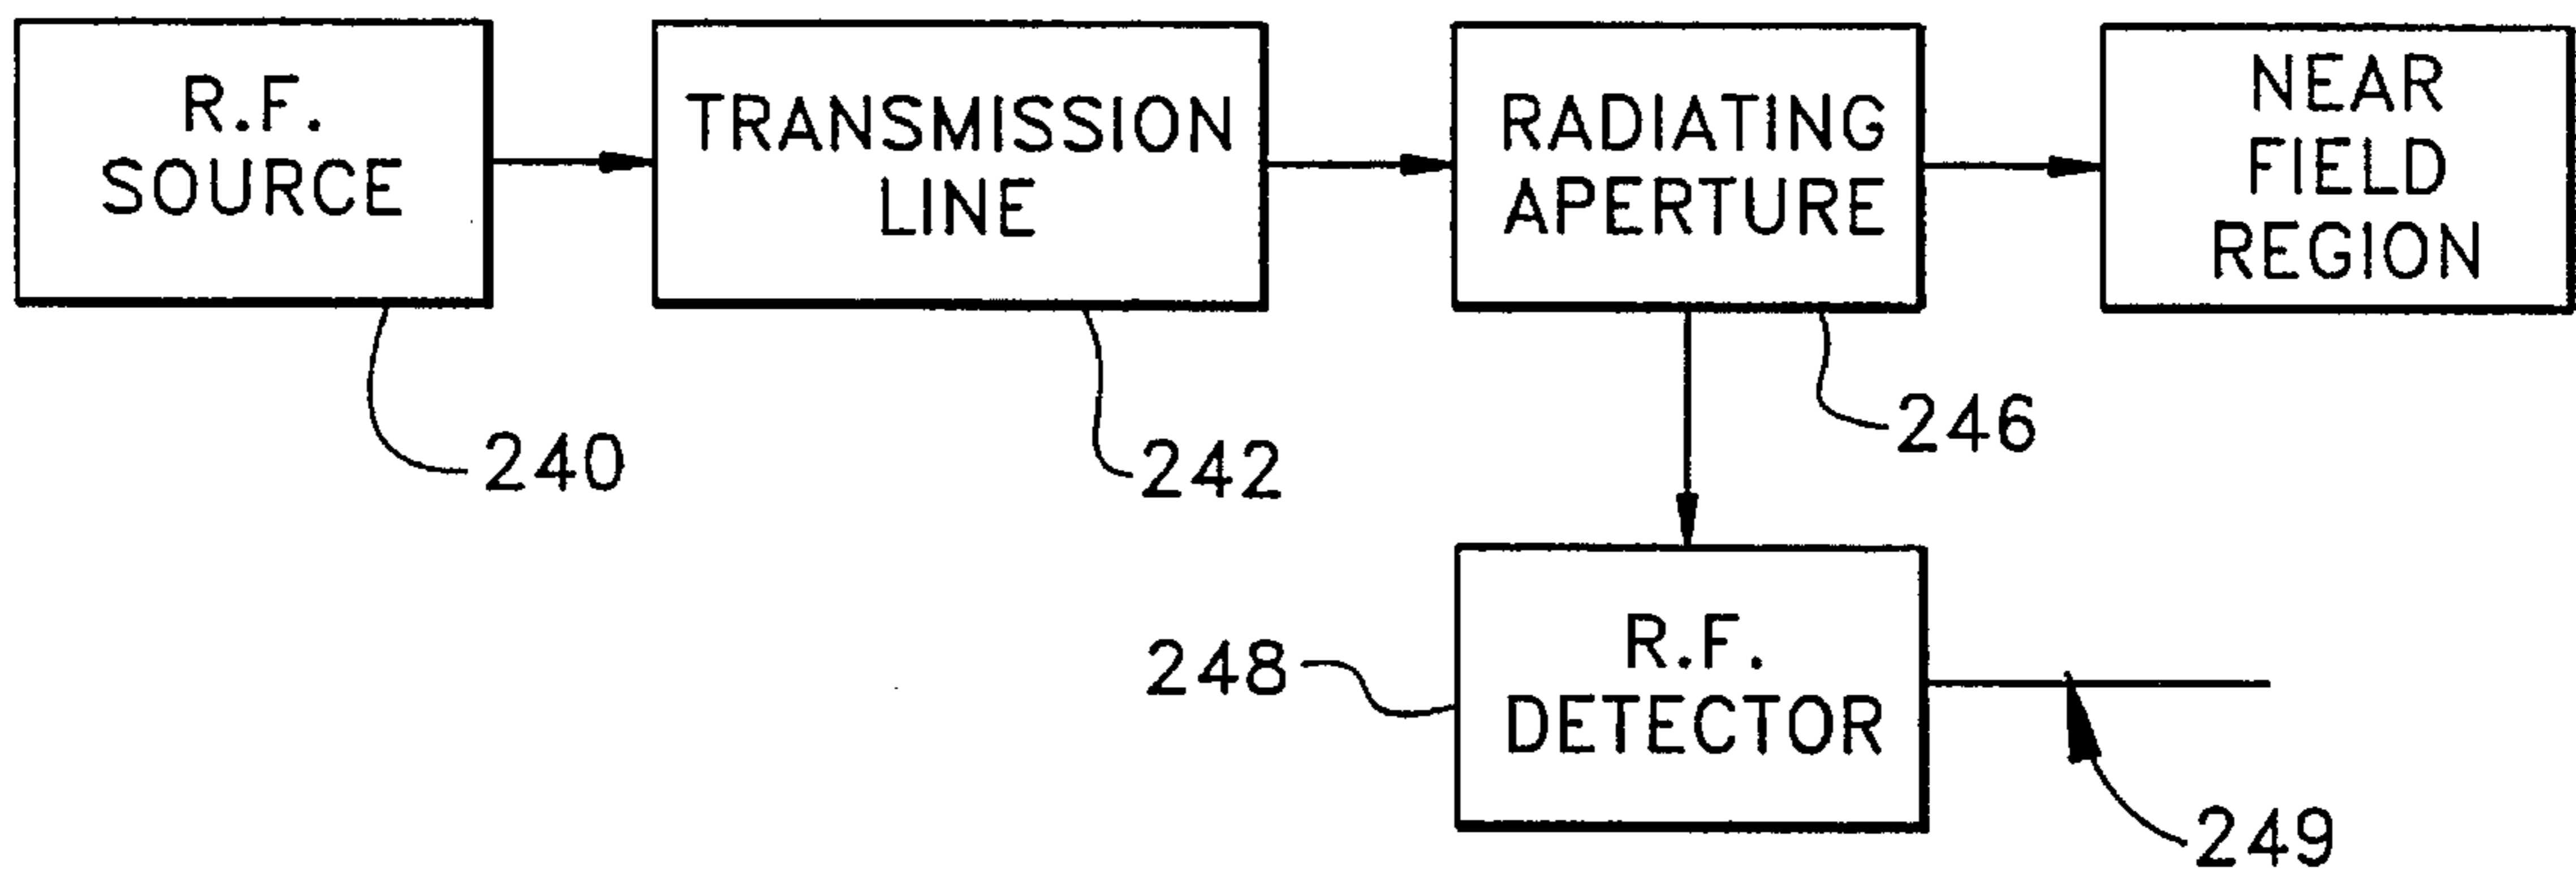 R.F.
SOURCE
TRANSMISSION
LINE
RADIATING
APERTURE
NEAR
FIELD
REGION
240
242
246
248
R.F.
DETECTOR
249